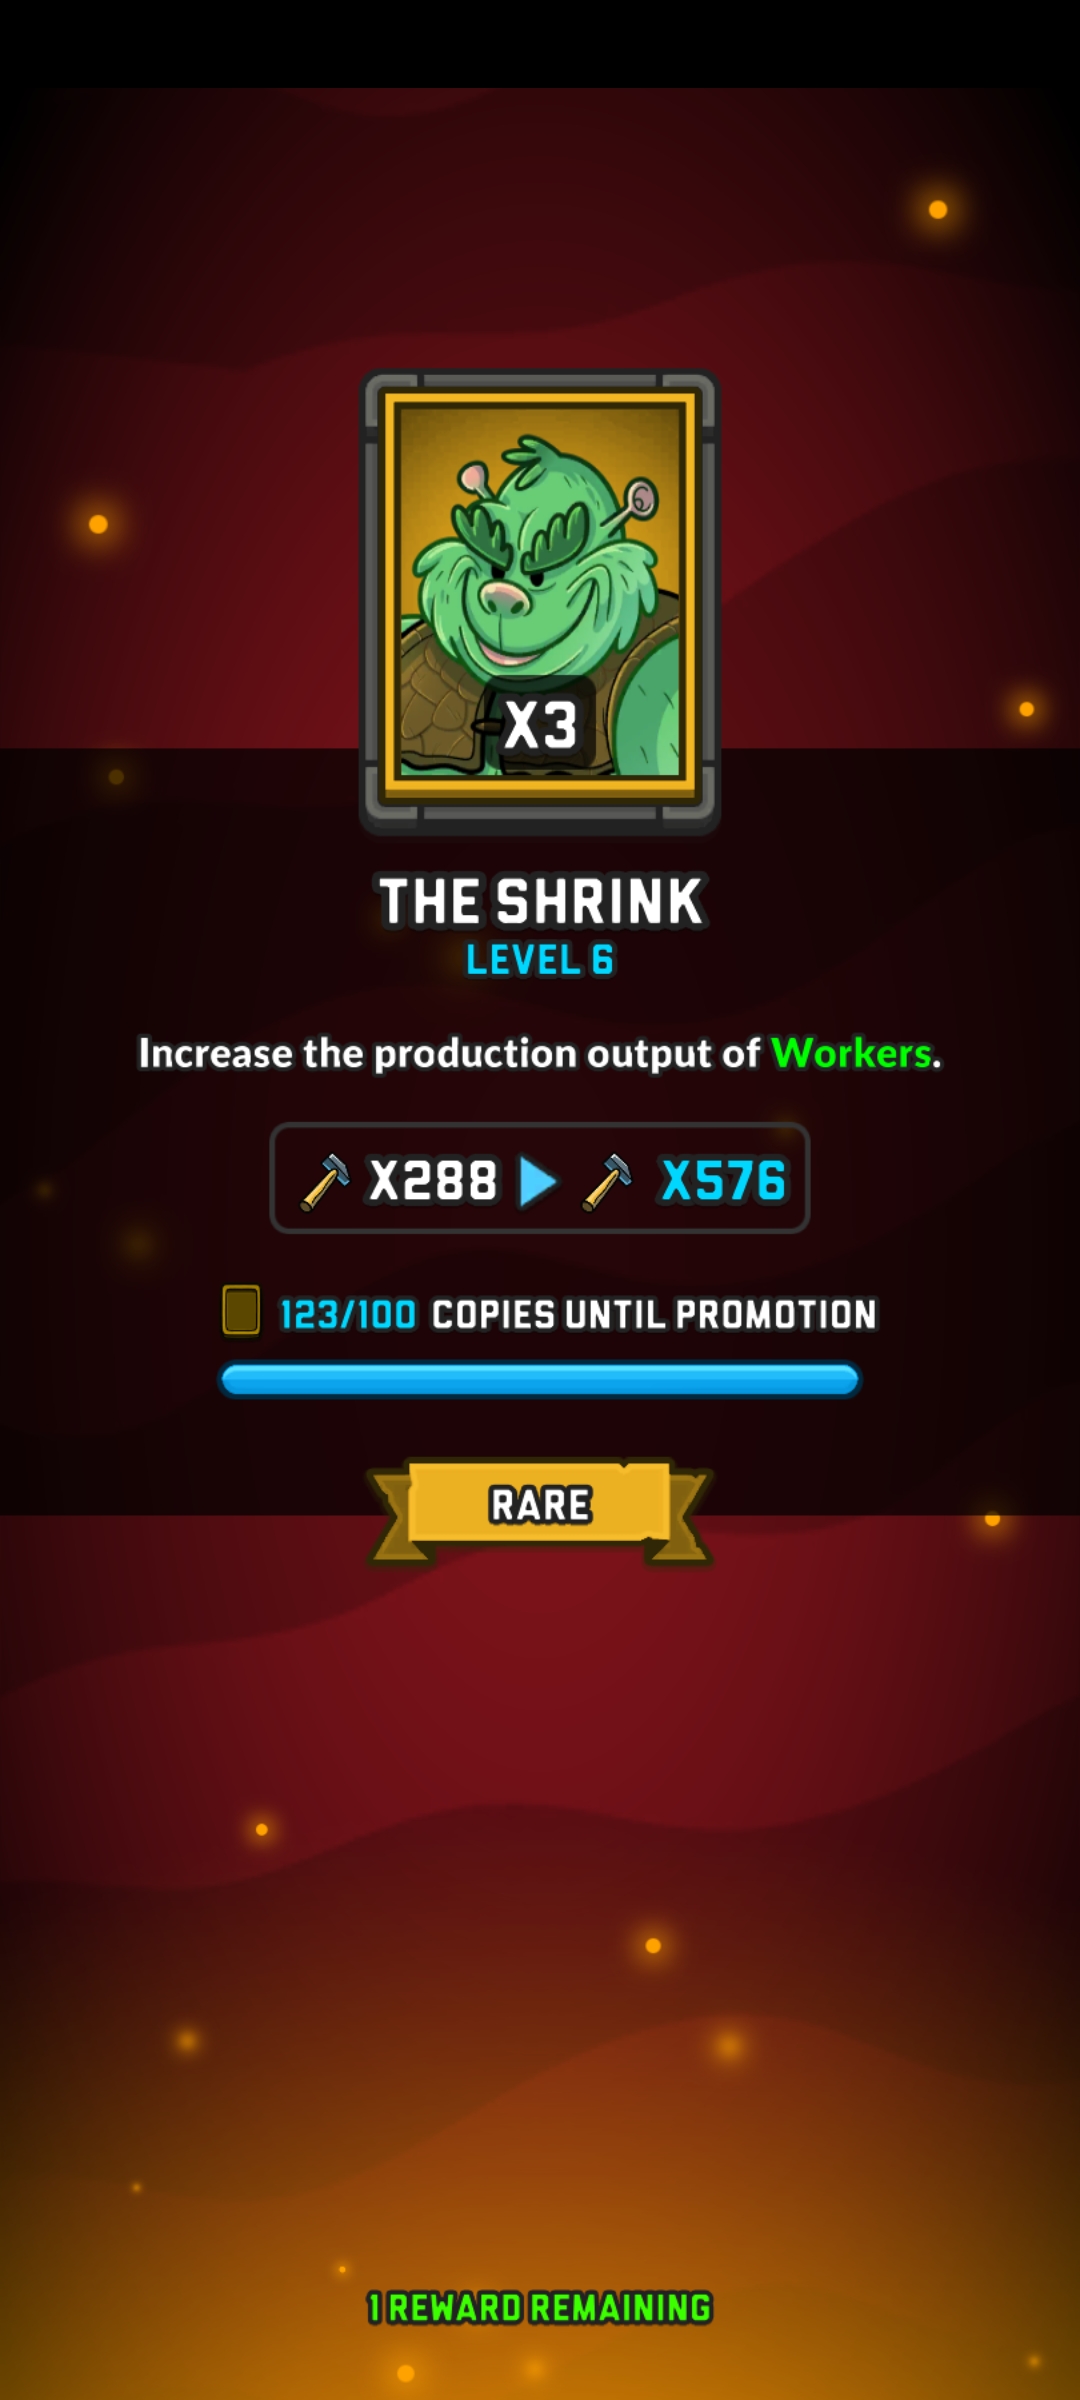 X3
THE SHRINK
LEVEL 6
Increase the production output of Workers.
X288 X576
123/100 COPIES UNTIL PROMOTION
RARE
1 REWARD REMAINING